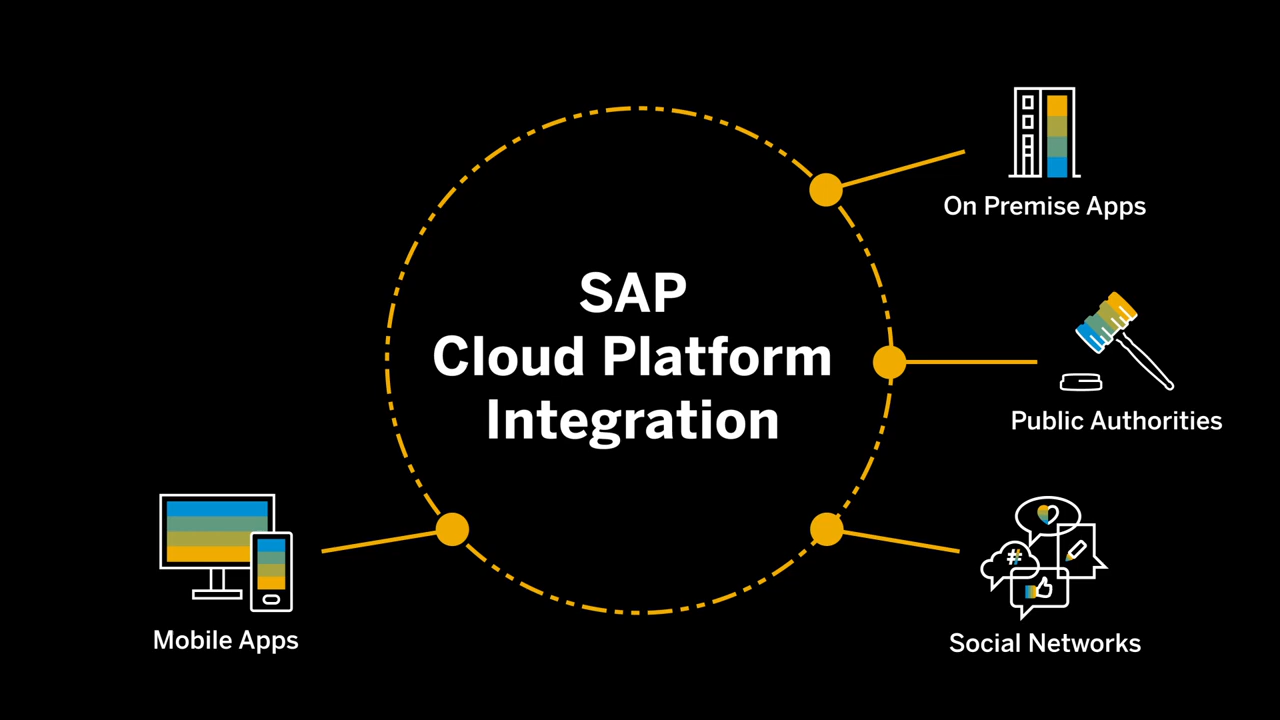 SAP
Cloud Platform
Integration
On Premise Apps
Public Authorities
Social Networks
Mobile Apps
#